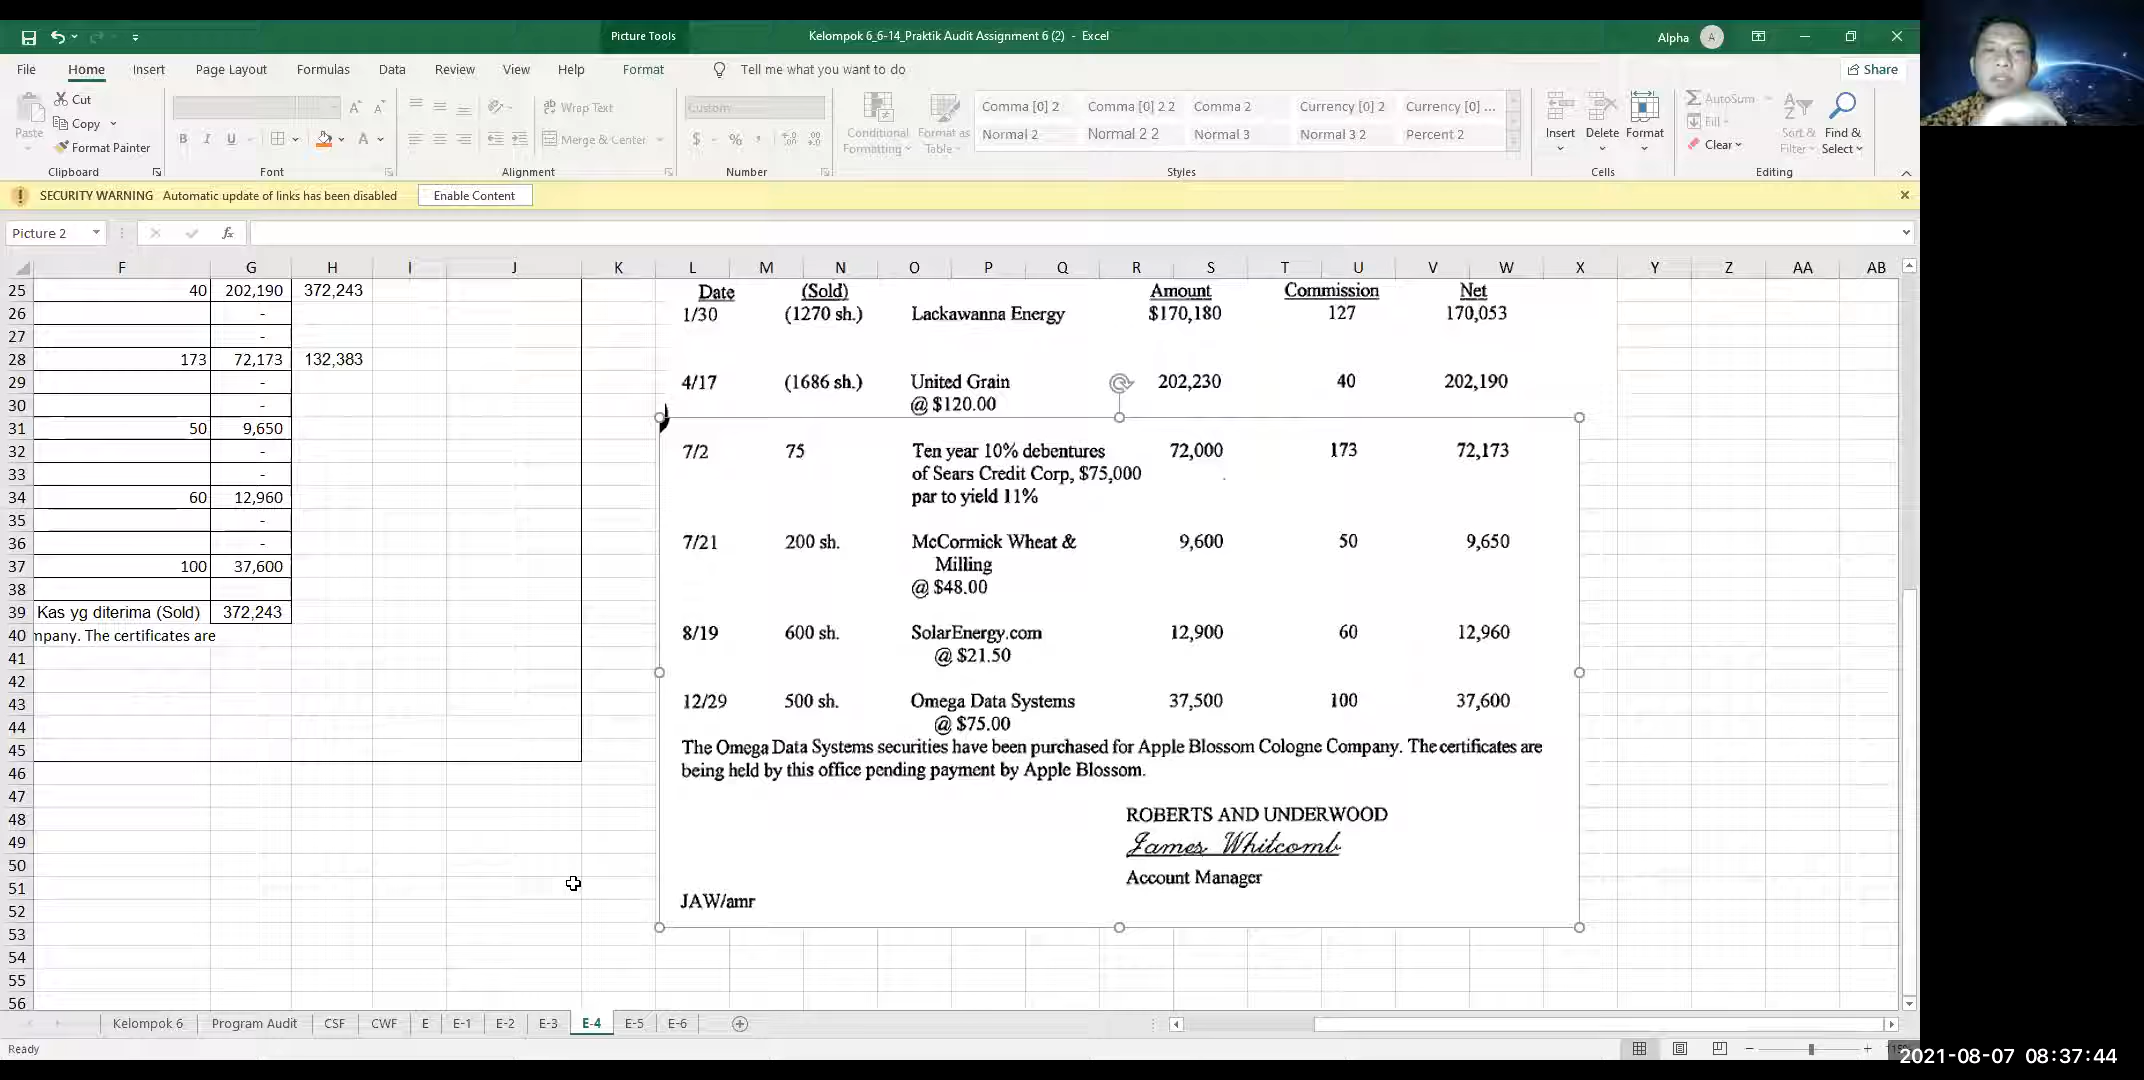 Picture Tools
Kelompok 6_6-14_Praktik Audit Assignment 6 (2) - Excel
Alpha A
File Home Insert Page Layout Formulas Data Review View Help Format Tell me what you want to do Share
Cut
Copy
Format Painter
Paste
Wrap Text
Merge & Center
Custom
Conditional Formatting
Format as Table
Comma [0] 2 Comma [0] 2 2 Comma 2 Currency [0] 2 Currency [0] ...
Normal 2 Normal 2 2 Normal 3 Normal 3 2 Percent 2
Insert Delete Format
AutoSum
Fill
Clear
Sort & Filter
Find & Select
Clipboard Font Alignment Number Styles Cells Editing
SECURITY WARNING Automatic update of links has been disabled Enable Content
Picture 2
F G H I J K L M N O P Q R S T U V W X Y Z AA AB
25 40 202,190 372,243
26 -
27 -
28 173 72,173 132,383
29 -
30 -
31 50 9,650
32 -
33 -
34 60 12,960
35 -
36 -
37 100 37,600
38
39 Kas yg diterima (Sold) 372,243
40 mpany. The certificates are
41
42
43
44
45
46
47
48
49
50
51
52
53
54
55
56
Date (Sold) Amount Commission Net
1/30 (1270 sh.) Lackawanna Energy $170,180 127 170,053
4/17 (1686 sh.) United Grain 202,230 40 202,190
@ $120.00
7/2 75 Ten year 10% debentures 72,000 173 72,173
of Sears Credit Corp, $75,000
par to yield 11%
7/21 200 sh. McCormick Wheat & 9,600 50 9,650
Milling
@ $48.00
8/19 600 sh. SolarEnergy.com 12,900 60 12,960
@ $21.50
12/29 500 sh. Omega Data Systems 37,500 100 37,600
@ $75.00
The Omega Data Systems securities have been purchased for Apple Blossom Cologne Company. The certificates are
being held by this office pending payment by Apple Blossom.
ROBERTS AND UNDERWOOD
James Whitcomb
Account Manager
JAW/amr
Kelompok 6 Program Audit CSF CWF E E-1 E-2 E-3 E-4 E-5 E-6
Ready
2021-08-07 08:37:44